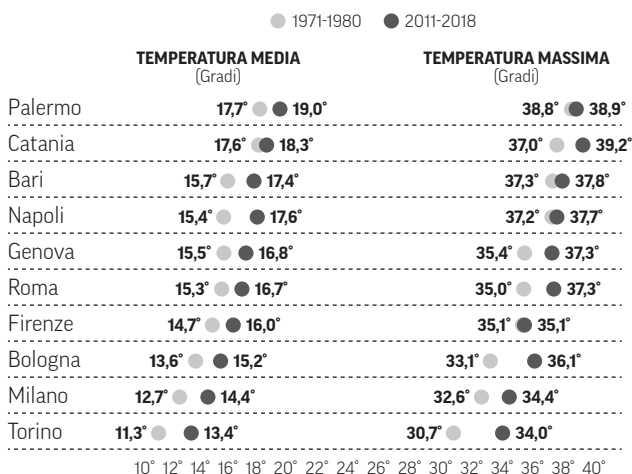 1971-1980 2011-2018
TEMPERATURA MEDIA TEMPERATURA MASSIMA
(Gradi) (Gradi)
Palermo 17,7° 19,0° 38,8° 38,9°
Catania 17,6° 18,3° 37,0° 39,2°
Bari 15,7° 17,4° 37,3° 37,8°
Napoli 15,4° 17,6° 37,2° 37,7°
Genova 15,5° 16,8° 35,4° 37,3°
Roma 15,3° 16,7° 35,0° 37,3°
Firenze 14,7° 16,0° 35,1° 35,1°
Bologna 13,6° 15,2° 33,1° 36,1°
Milano 12,7° 14,4° 32,6° 34,4°
Torino 11,3° 13,4° 30,7° 34,0°
10° 12° 14° 16° 18° 20° 22° 24° 26° 28° 30° 32° 34° 36° 38° 40°